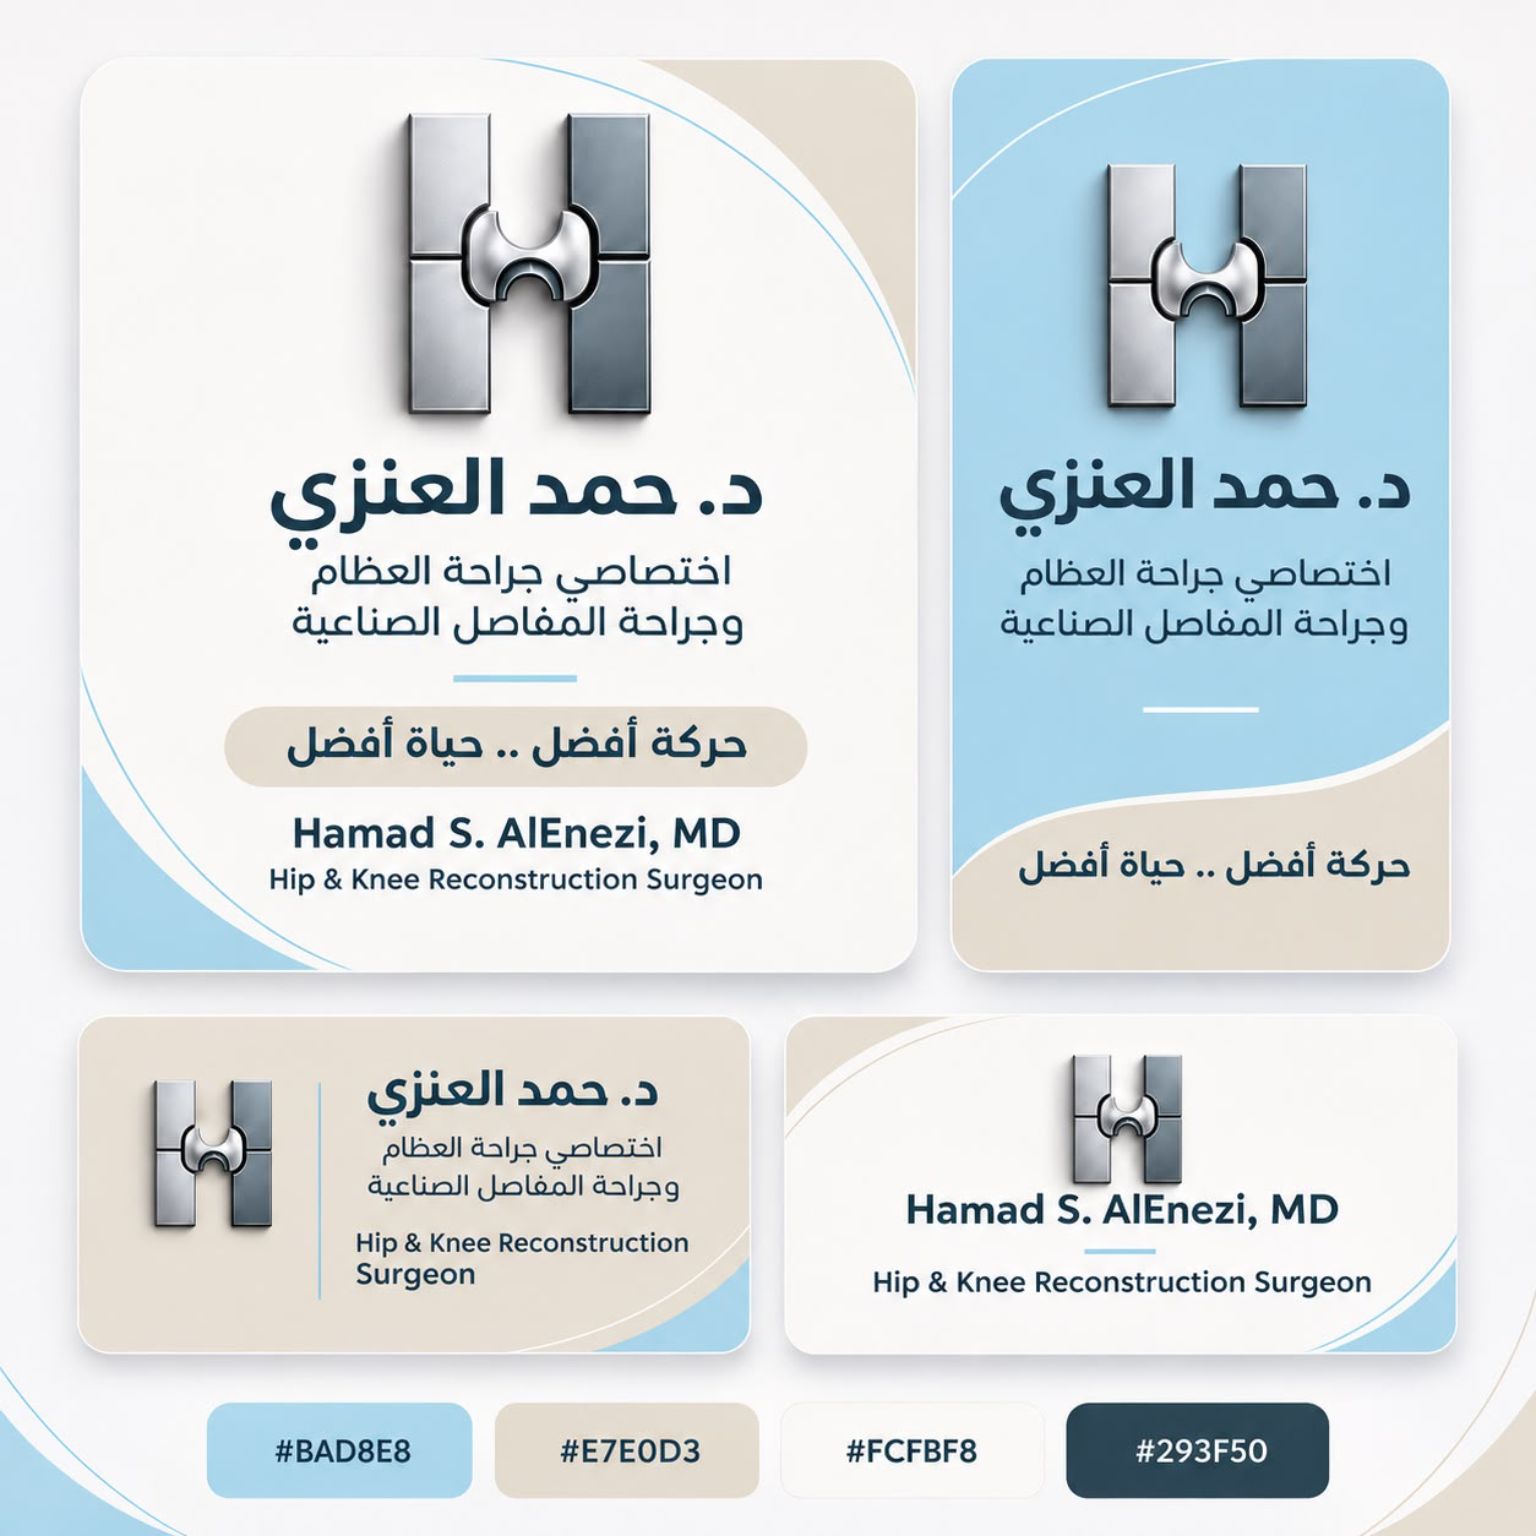 د. حمد العنزي
اختصاصي جراحة العظام
وجراحة المفاصل الصناعية
حركة أفضل .. حياة أفضل
Hamad S. AlEnezi, MD
Hip & Knee Reconstruction Surgeon
د. حمد العنزي
اختصاصي جراحة العظام
وجراحة المفاصل الصناعية
حركة أفضل .. حياة أفضل
د. حمد العنزي
اختصاصي جراحة العظام
وجراحة المفاصل الصناعية
Hip & Knee Reconstruction
Surgeon
Hamad S. AlEnezi, MD
Hip & Knee Reconstruction Surgeon
#BAD8E8
#E7E0D3
#FCFBF8
#293F50